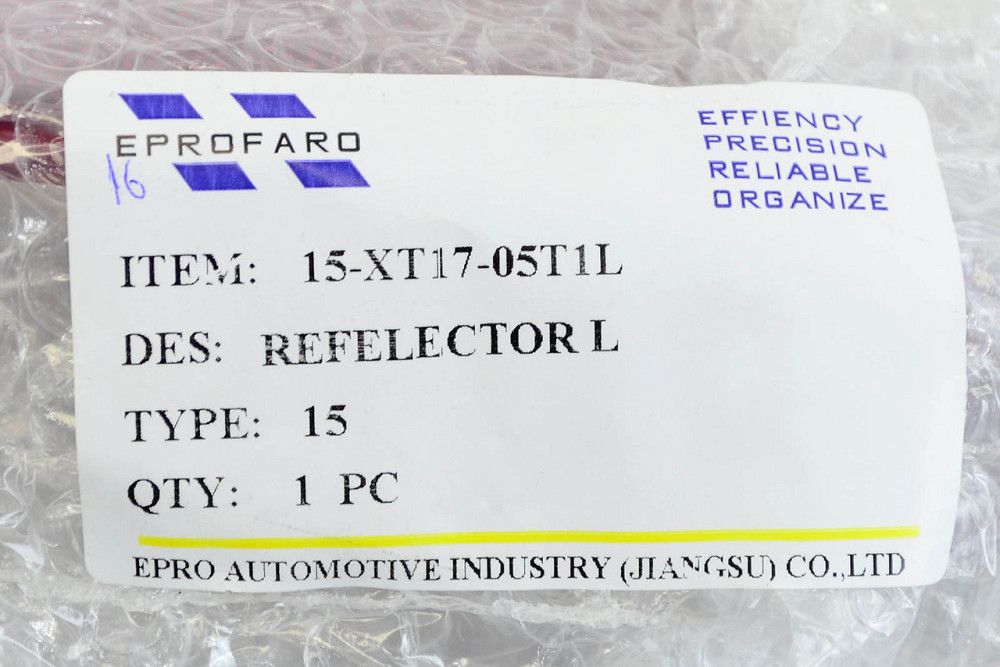 EPROFARO
16
EFFIENCY
PRECISION
RELIABLE
ORGANIZE
ITEM: 15-XT17-05T1L
DES: REFELECTOR L
TYPE: 15
QTY: 1 PC
EPRO AUTOMOTIVE INDUSTRY (JIANGSU) CO.,LTD